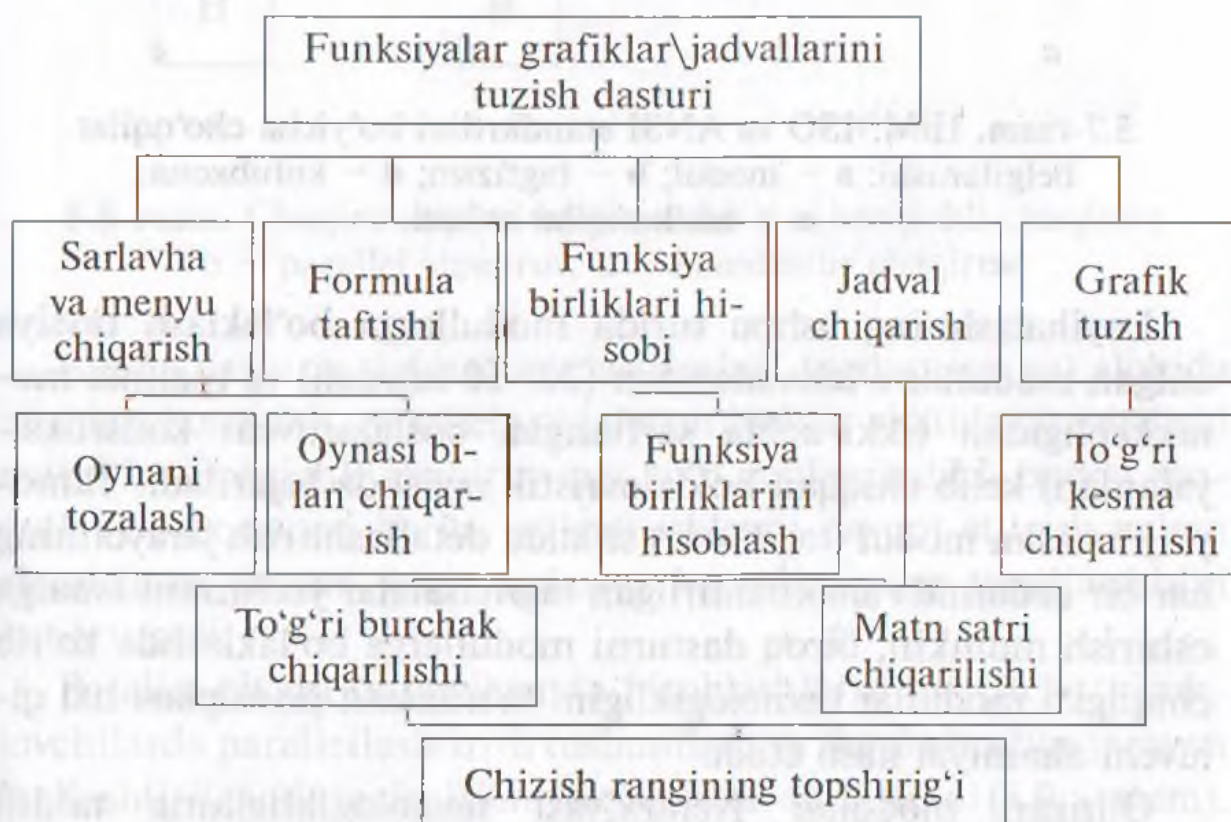 Funksiyalar grafiklar\jadvallarini
tuzish dasturi
Sarlavha
va menyu
chiqarish
Formula
taftishi
Funksiya
birliklari hi-
sobi
Jadval
chiqarish
Grafik
tuzish
Oynani
tozalash
Oynasi bi-
lan chiqar-
ish
Funksiya
birliklarini
hisoblash
To'g'ri
kesma
chiqarilishi
To'g'ri burchak
chiqarilishi
Matn satri
chiqarilishi
Chizish rangining topshirig‘i